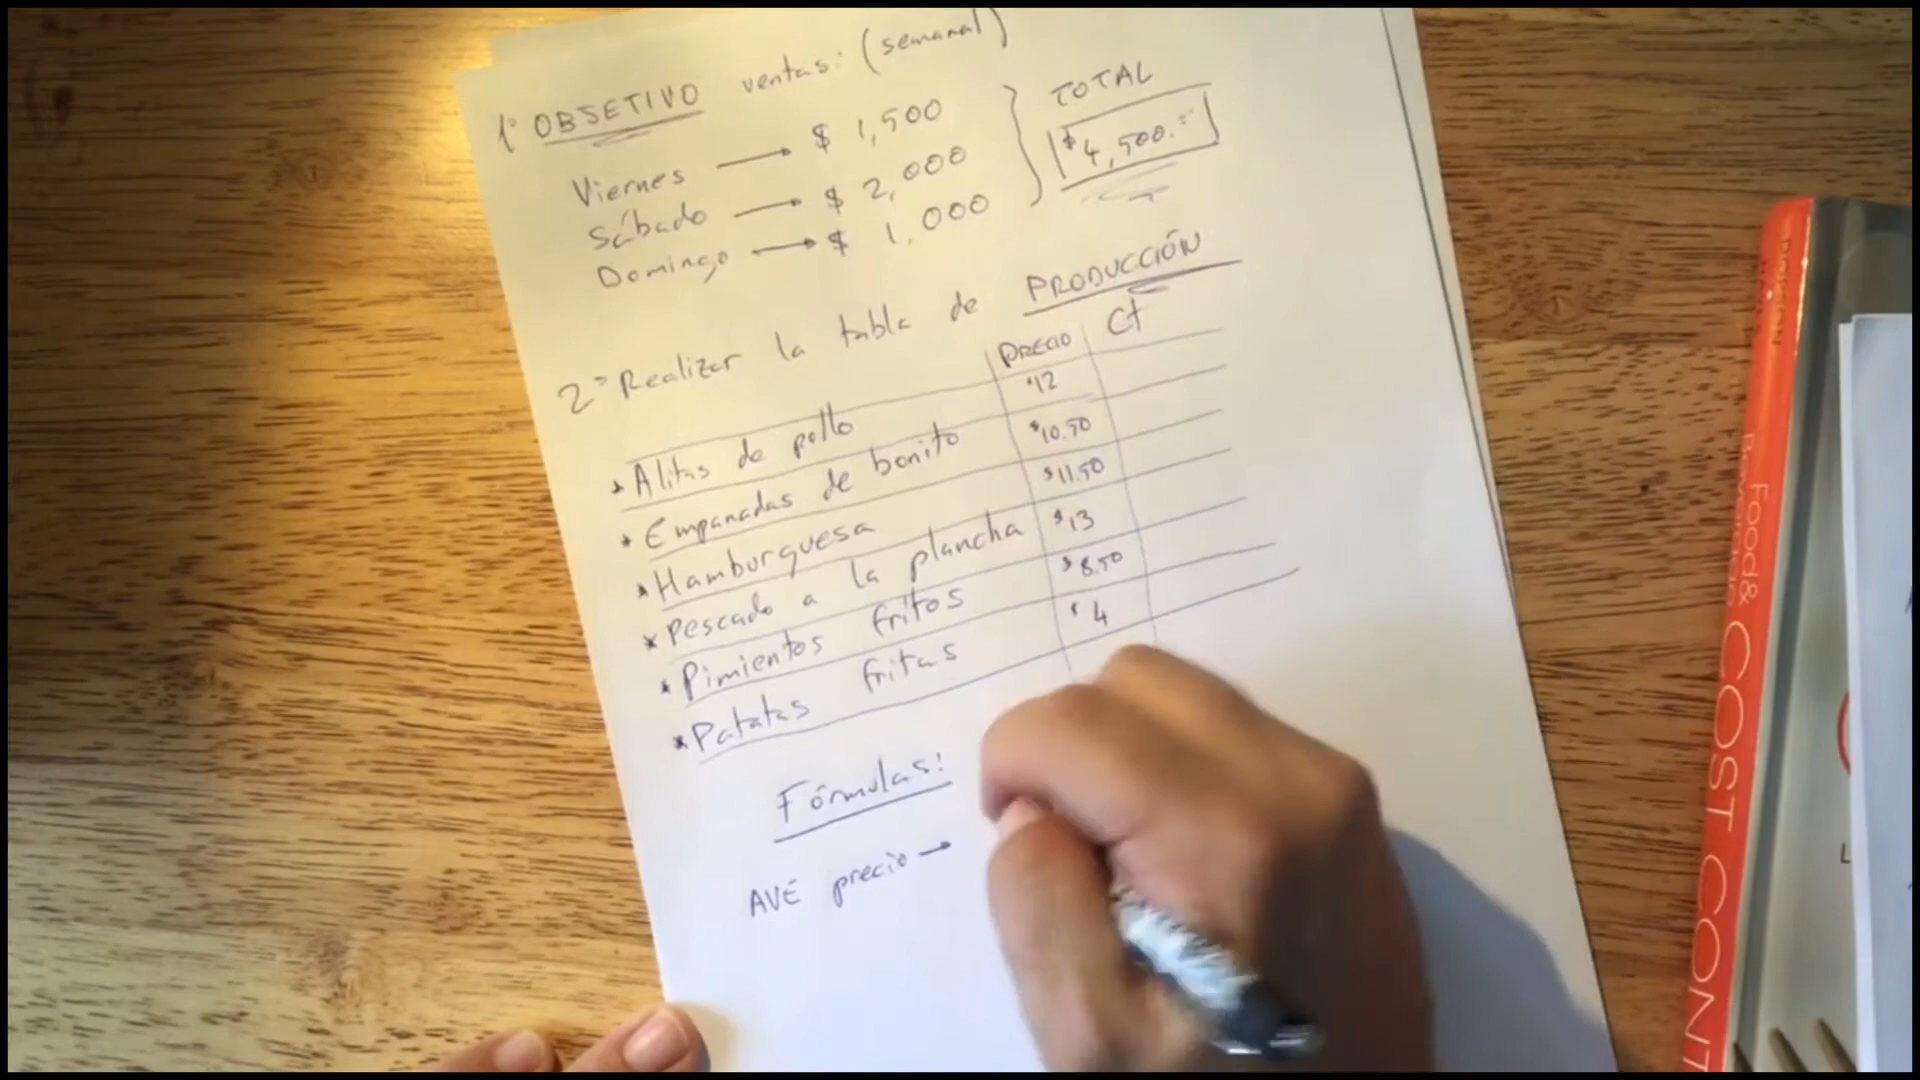 1º OBSETIVO ventas: (semanal)
Viernes → $ 1,500
Sábado → $ 2,000
Domingo → $ 1,000
TOTAL
$4,500.=
2º Realizar la tabla de PRODUCCIÓN
PRECIO Ct
* Alitas de pollo $12
* Empanadas de bonito $10.50
* Hamburguesa $11.50
* Pescado a la plancha $13
* Pimientos fritos $8.50
* Patatas fritas $4
Fórmulas:
AVE precio →
Food &
Beverage COST CONT
L